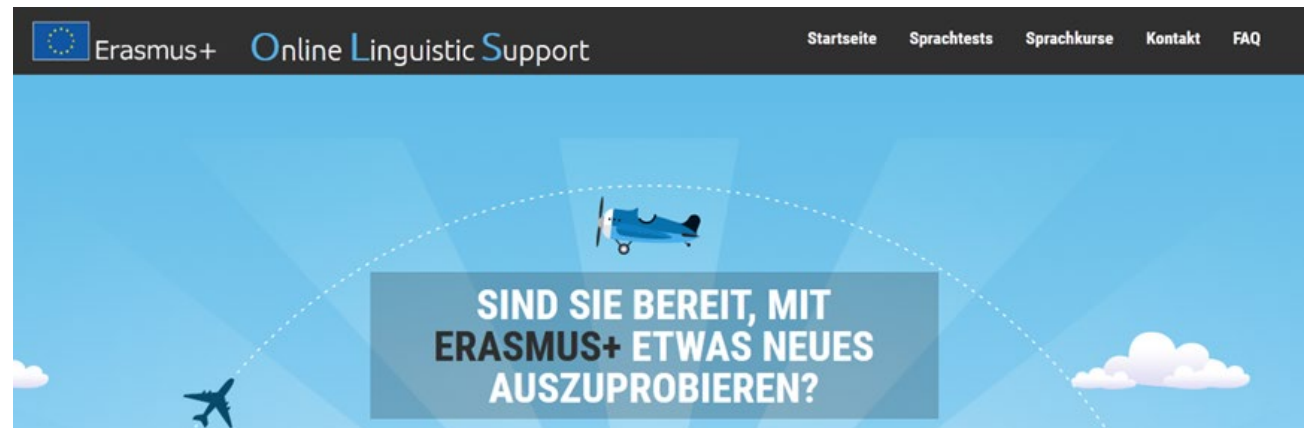 Erasmus+ Online Linguistic Support Startseite Sprachtests Sprachkurse Kontakt FAQ
SIND SIE BEREIT, MIT
ERASMUS+ ETWAS NEUES
AUSZUPROBIEREN?